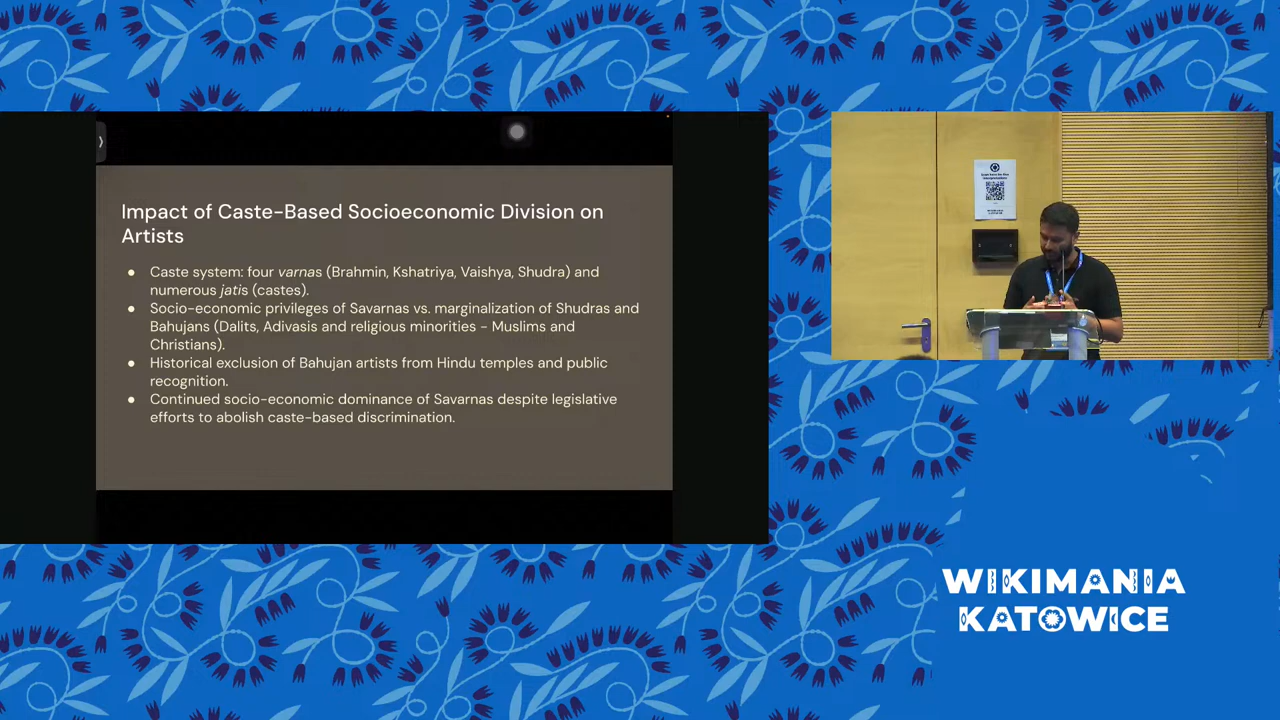 Impact of Caste-Based Socioeconomic Division on
Artists
● Caste system: four varnas (Brahmin, Kshatriya, Vaishya, Shudra) and
numerous jatis (castes).
● Socio-economic privileges of Savarnas vs. marginalization of Shudras and
Bahujans (Dalits, Adivasis and religious minorities - Muslims and
Christians).
● Historical exclusion of Bahujan artists from Hindu temples and public
recognition.
● Continued socio-economic dominance of Savarnas despite legislative
efforts to abolish caste-based discrimination.
WIKIMANIA
KATOWICE